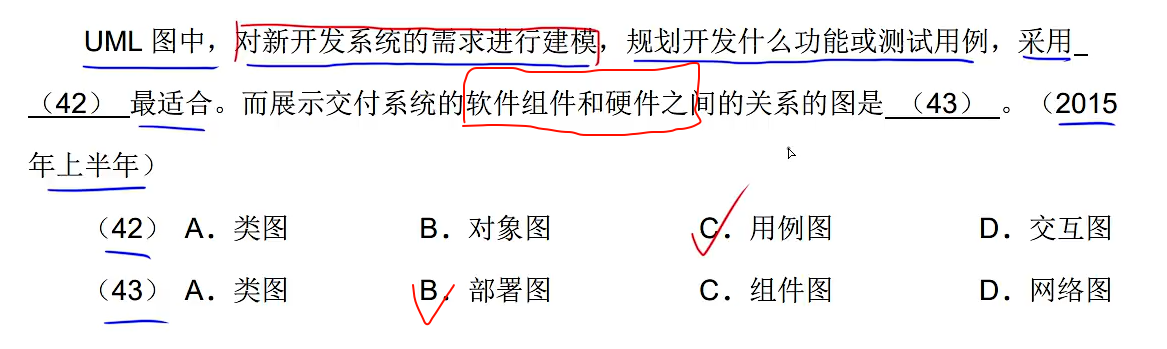 UML 图中，对新开发系统的需求进行建模，规划开发什么功能或测试用例，采用_
（42） 最适合。而展示交付系统的软件组件和硬件之间的关系的图是 （43） 。（2015
年上半年）
（42） A．类图 B．对象图 C．用例图 D．交互图
（43） A．类图 B．部署图 C．组件图 D．网络图